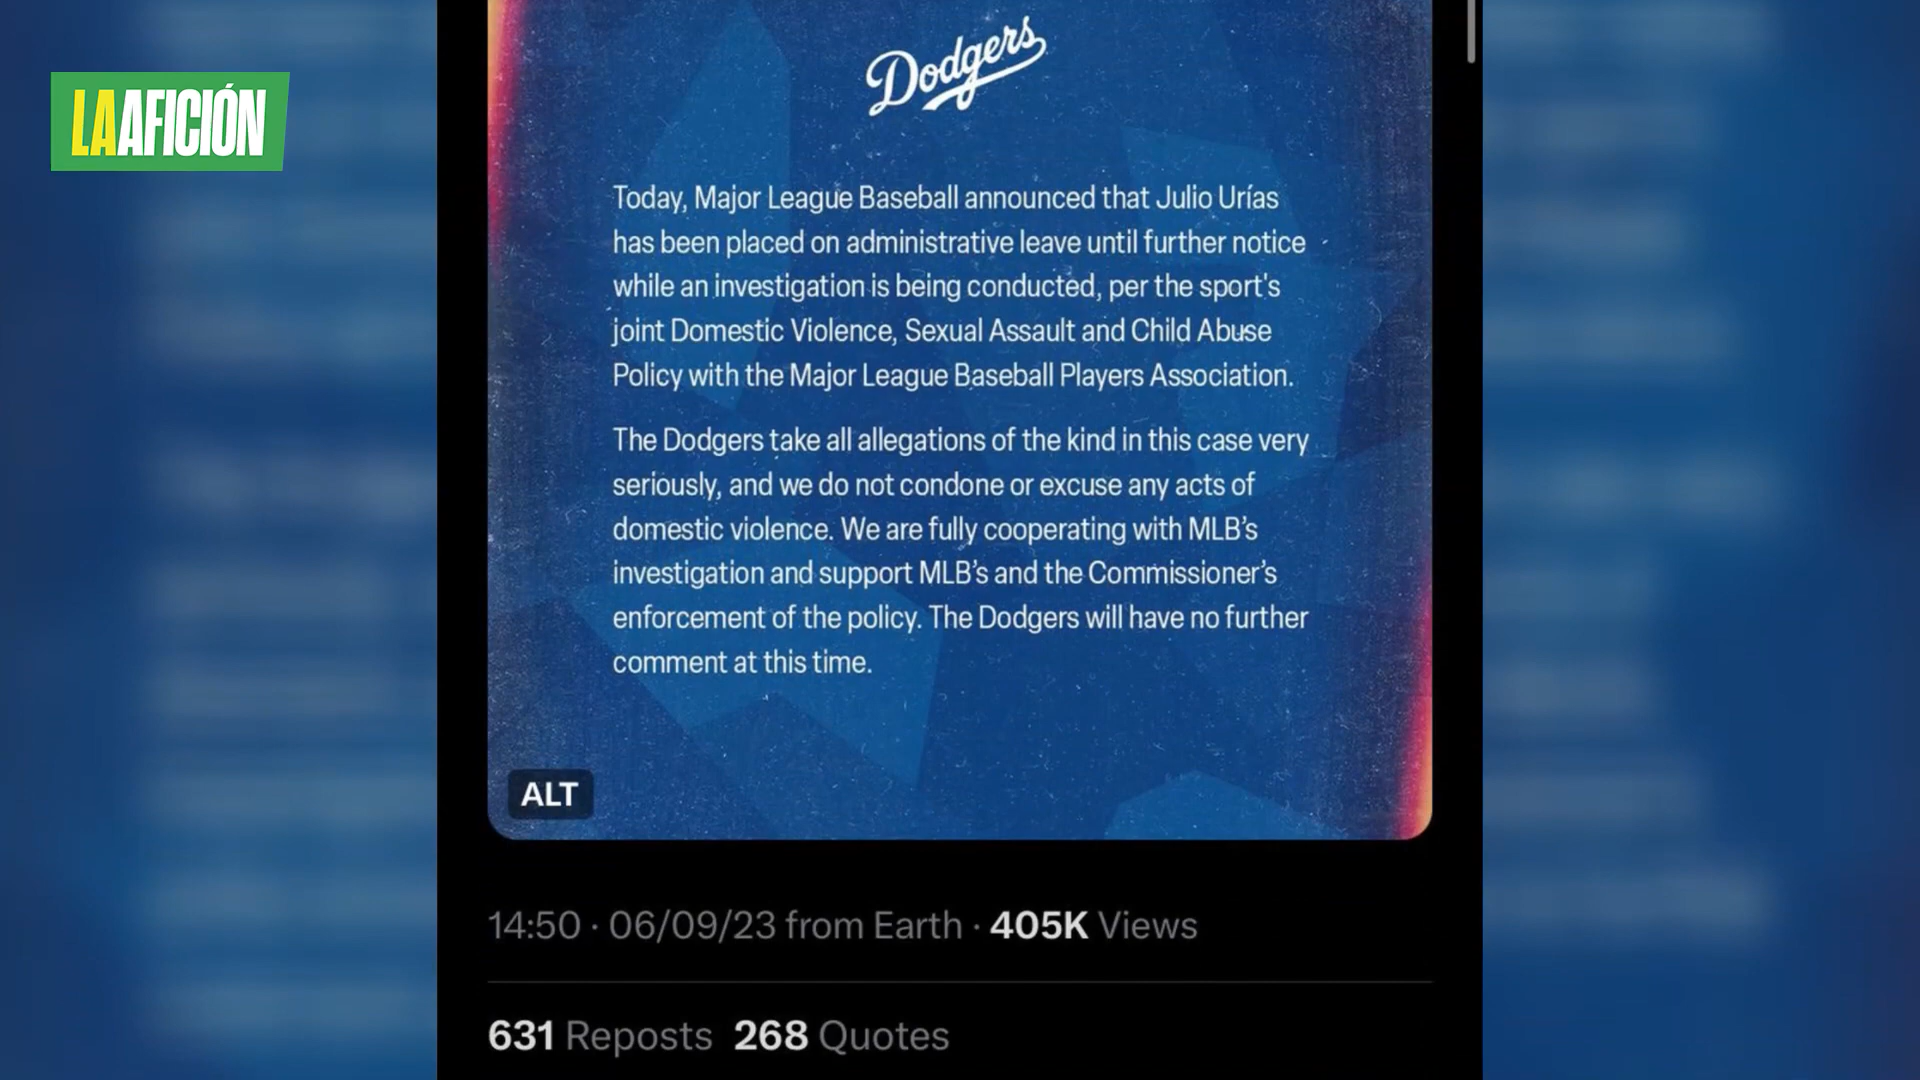 LAAFICIÓN
Dodgers
Today, Major League Baseball announced that Julio Urías
has been placed on administrative leave until further notice
while an investigation is being conducted, per the sport's
joint Domestic Violence, Sexual Assault and Child Abuse
Policy with the Major League Baseball Players Association.
The Dodgers take all allegations of the kind in this case very
seriously, and we do not condone or excuse any acts of
domestic violence. We are fully cooperating with MLB’s
investigation and support MLB’s and the Commissioner’s
enforcement of the policy. The Dodgers will have no further
comment at this time.
ALT
14:50 · 06/09/23 from Earth · 405K Views
631 Reposts 268 Quotes